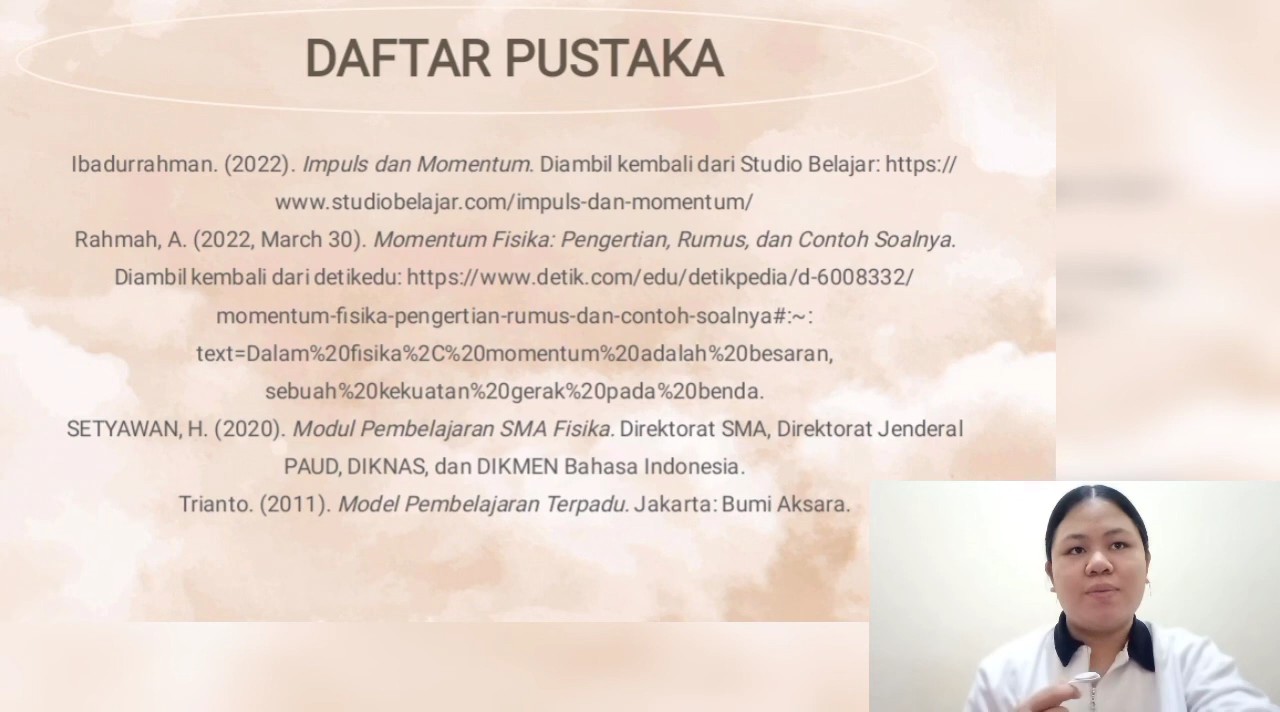 DAFTAR PUSTAKA
Ibadurrahman. (2022). Impuls dan Momentum. Diambil kembali dari Studio Belajar: https://
www.studiobelajar.com/impuls-dan-momentum/
Rahmah, A. (2022, March 30). Momentum Fisika: Pengertian, Rumus, dan Contoh Soalnya.
Diambil kembali dari detikedu: https://www.detik.com/edu/detikpedia/d-6008332/
momentum-fisika-pengertian-rumus-dan-contoh-soalnya#:~:
text=Dalam%20fisika%2C%20momentum%20adalah%20besaran,
sebuah%20kekuatan%20gerak%20pada%20benda.
SETYAWAN, H. (2020). Modul Pembelajaran SMA Fisika. Direktorat SMA, Direktorat Jenderal
PAUD, DIKNAS, dan DIKMEN Bahasa Indonesia.
Trianto. (2011). Model Pembelajaran Terpadu. Jakarta: Bumi Aksara.